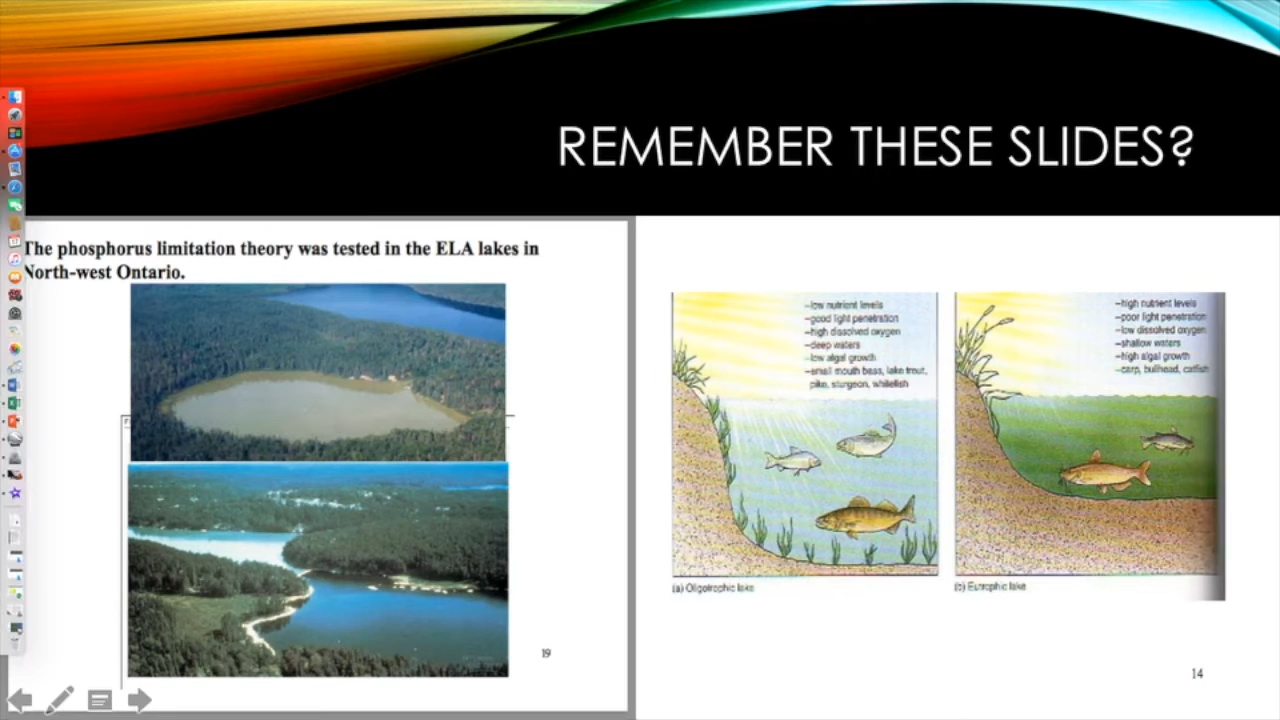 REMEMBER THESE SLIDES?
The phosphorus limitation theory was tested in the ELA lakes in
North-west Ontario.
19
-low nutrient levels
-good light penetration
-high dissolved oxygen
-deep waters
-low algal growth
-small mouth bass, lake trout,
pike, sturgeon, whitefish
(a) Oligotrophic lake
-high nutrient levels
-poor light penetration
-low dissolved oxygen
-shallow waters
-high algal growth
-carp, bullhead, catfish
(b) Eutrophic lake
14